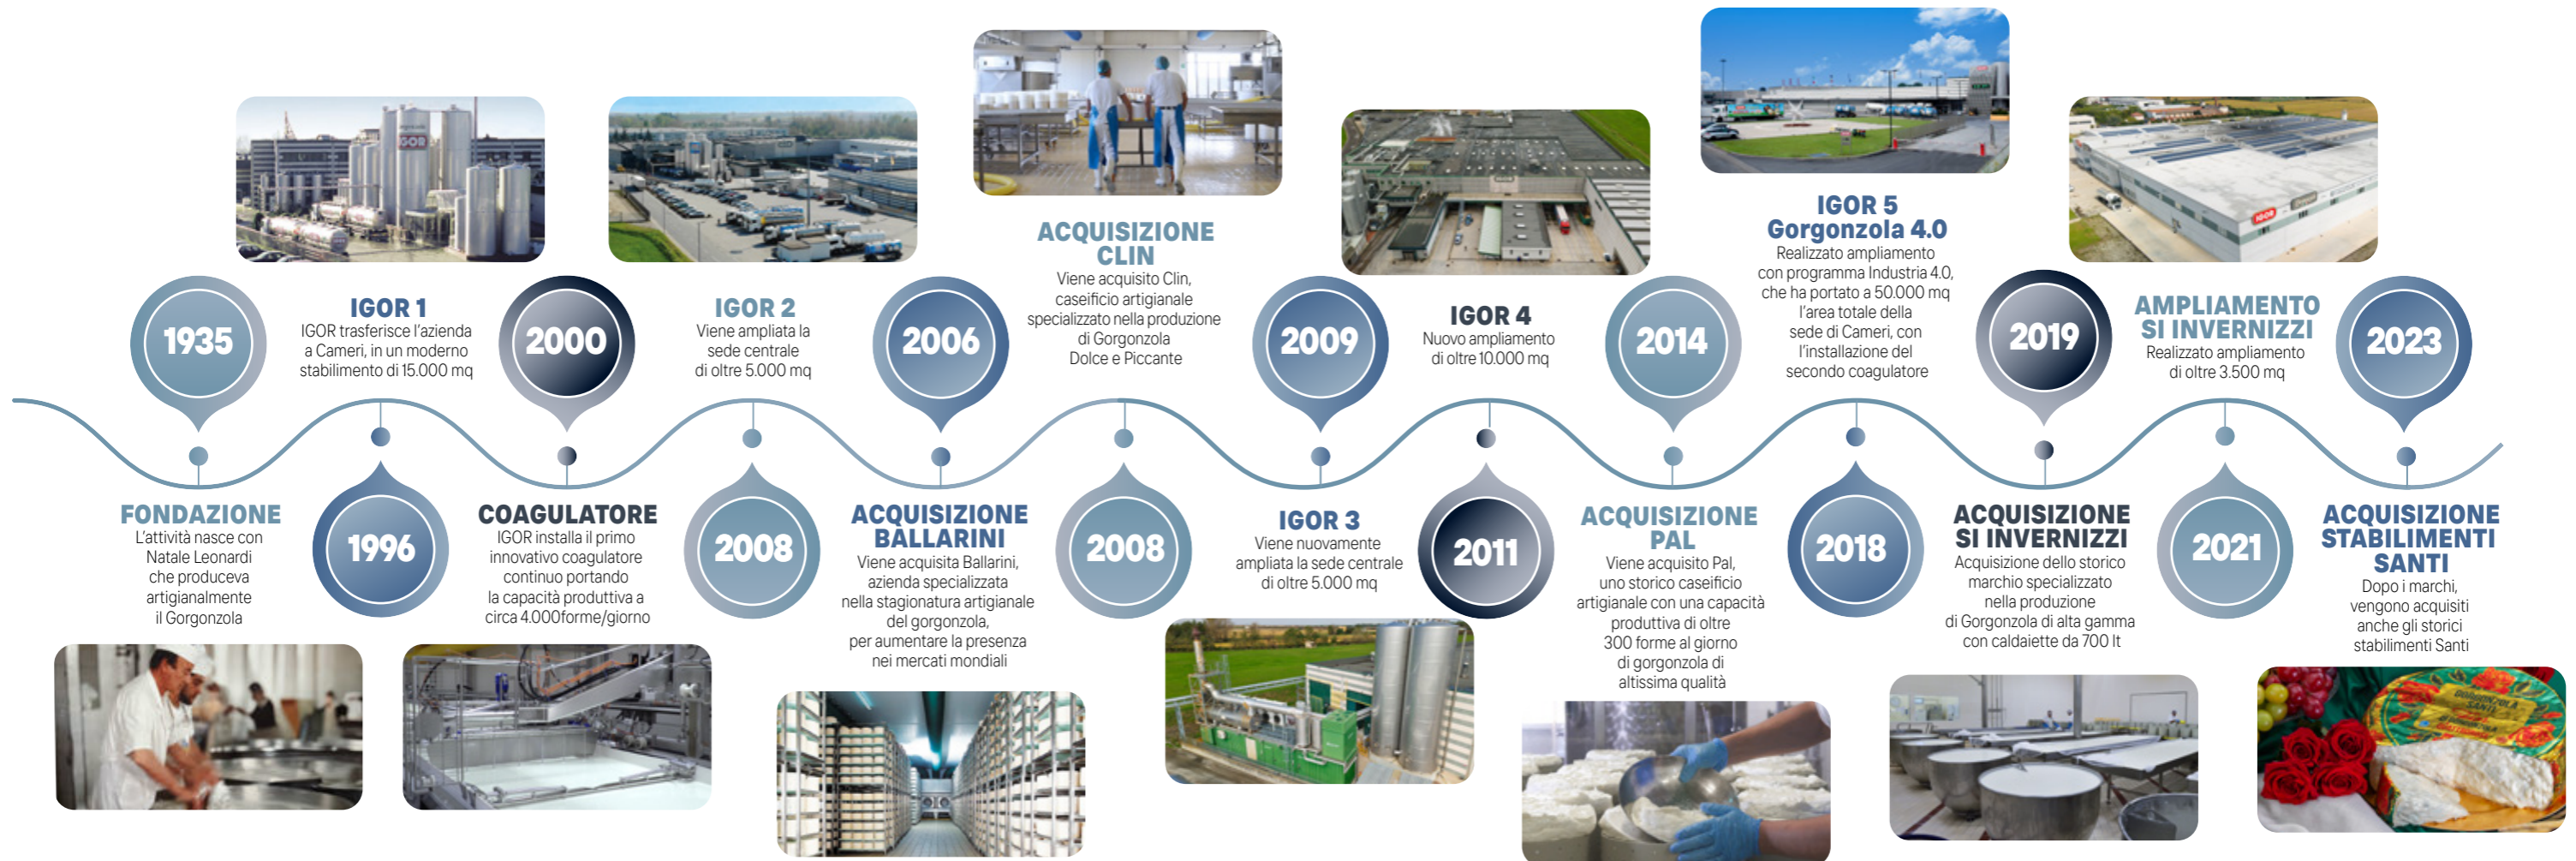 1935
FONDAZIONE
L'attività nasce con
Natale Leonardi
che produceva
artigianalmente
il Gorgonzola
IGOR
IGOR 1
IGOR trasferisce l'azienda
a Cameri, in un moderno
stabilimento di 15.000 mq
1996
2000
COAGULATORE
IGOR installa il primo
innovativo coagulatore
continuo portando
la capacità produttiva a
circa 4.000forme/giorno
IGOR 2
Viene ampliata la
sede centrale
di oltre 5.000 mq
2008
2006
ACQUISIZIONE
BALLARINI
Viene acquisita Ballarini,
azienda specializzata
nella stagionatura artigianale
del gorgonzola,
per aumentare la presenza
nei mercati mondiali
ACQUISIZIONE
CLIN
Viene acquisito Clin,
caseificio artigianale
specializzato nella produzione
di Gorgonzola
Dolce e Piccante
2008
2009
IGOR 3
Viene nuovamente
ampliata la sede centrale
di oltre 5.000 mq
IGOR 4
Nuovo ampliamento
di oltre 10.000 mq
2011
2014
ACQUISIZIONE
PAL
Viene acquisito Pal,
uno storico caseificio
artigianale con una capacità
produttiva di oltre
300 forme al giorno
di gorgonzola di
altissima qualità
IGOR 5
Gorgonzola 4.0
Realizzato ampliamento
con programma Industria 4.0,
che ha portato a 50.000 mq
l'area totale della
sede di Cameri, con
l'installazione del
secondo coagulatore
2018
2019
ACQUISIZIONE
SI INVERNIZZI
Acquisizione dello storico
marchio specializzato
nella produzione
di Gorgonzola di alta gamma
con caldaiette da 700 lt
IGOR
AMPLIAMENTO
SI INVERNIZZI
Realizzato ampliamento
di oltre 3.500 mq
2021
2023
ACQUISIZIONE
STABILIMENTI
SANTI
Dopo i marchi,
vengono acquisiti
anche gli storici
stabilimenti Santi
GORGONZOLA
SANTI